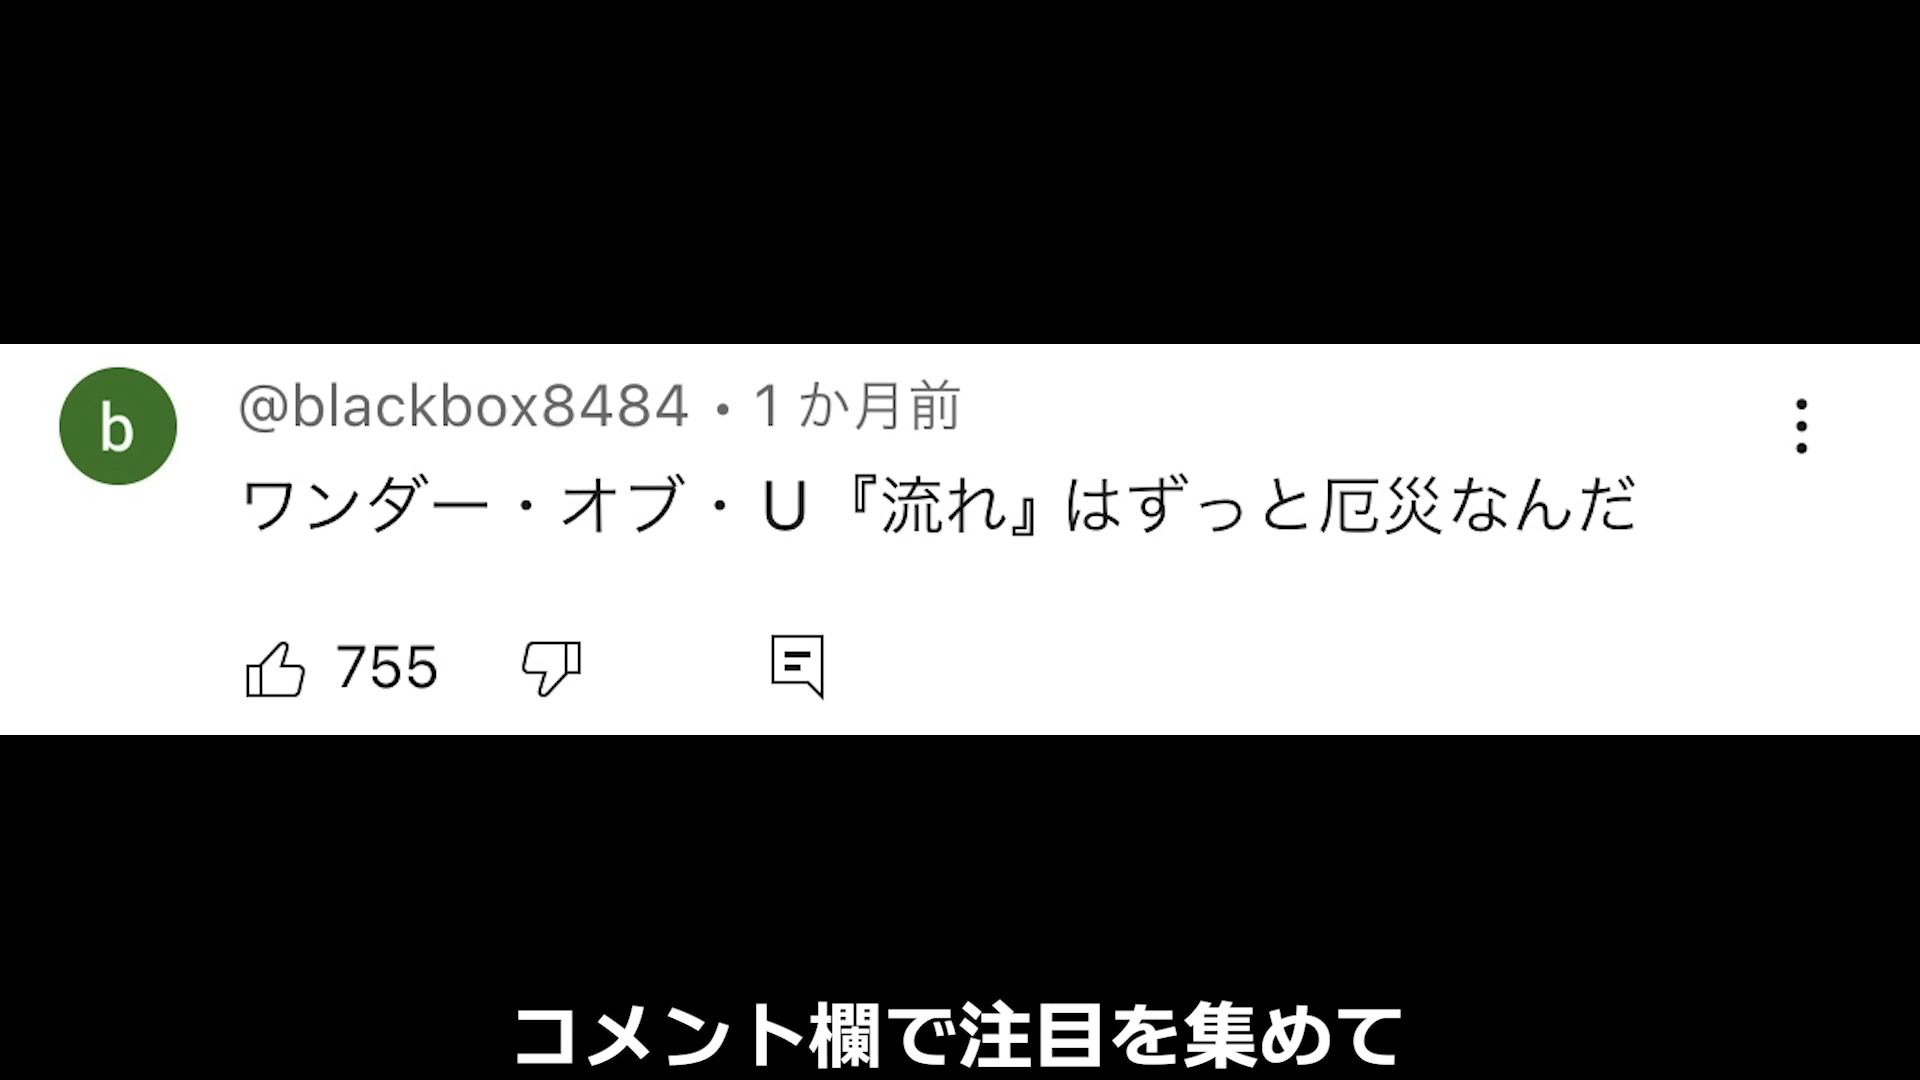 b
@blackbox8484・1か月前
ワンダー・オブ・U『流れ』はずっと厄災なんだ
755
コメント欄で注目を集めて